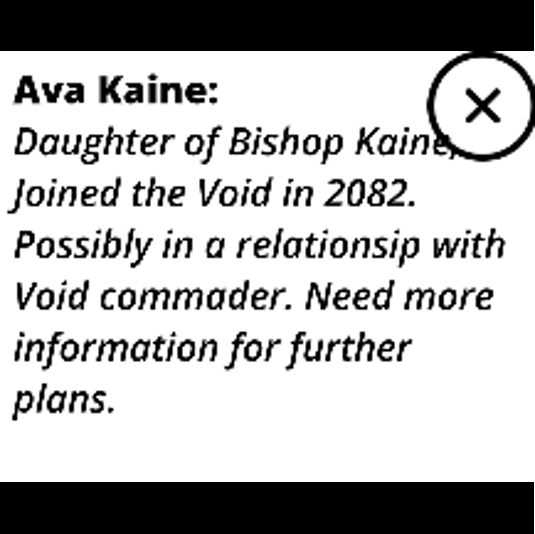 Ava Kaine:
Daughter of Bishop Kaine,
Joined the Void in 2082.
Possibly in a relationsip with
Void commader. Need more
information for further
plans.